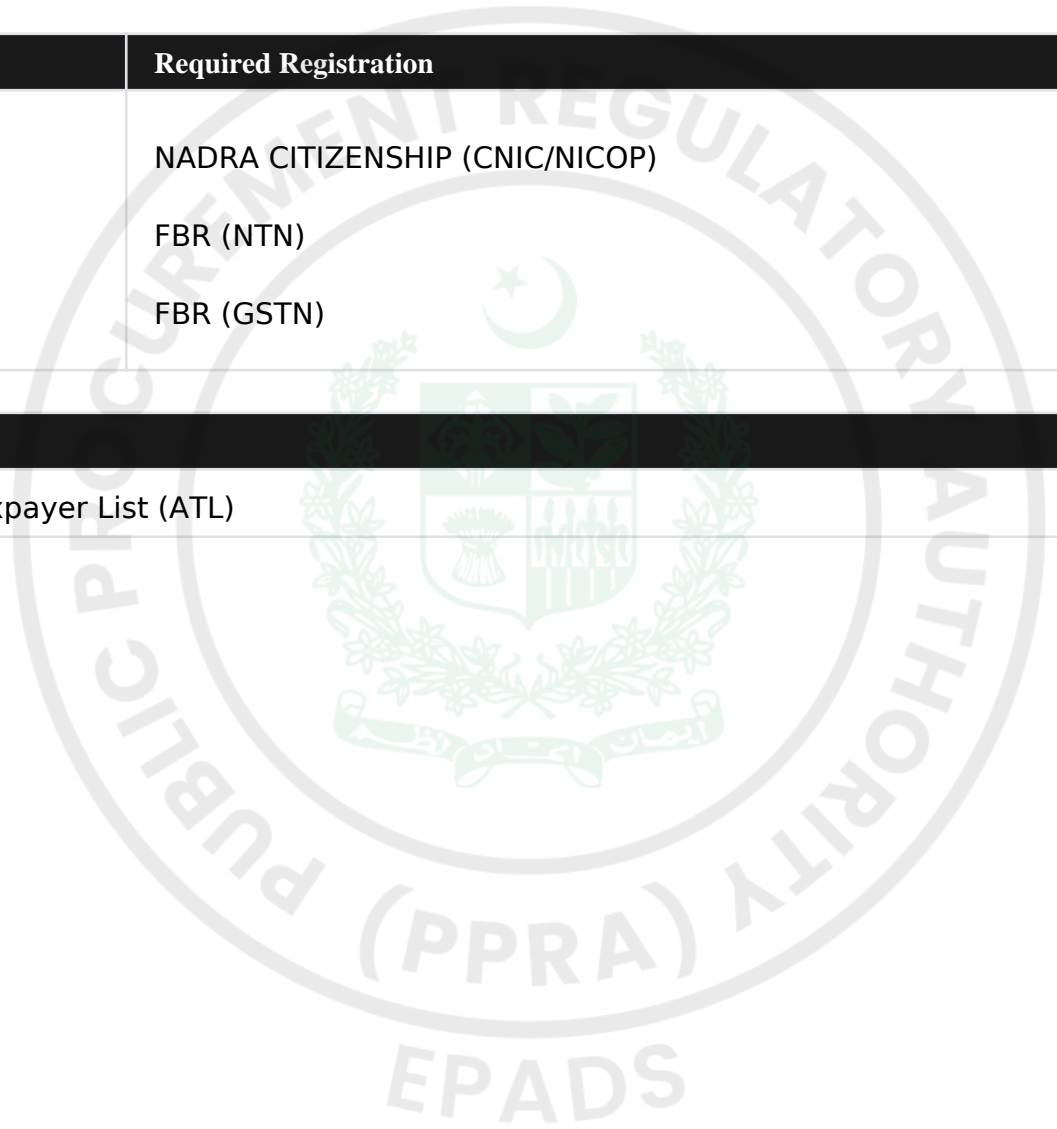 Required Registration
NADRA CITIZENSHIP (CNIC/NICOP)
FBR (NTN)
FBR (GSTN)
xpayer List (ATL)
PUBLIC PROCUREMENT REGULATORY AUTHORITY
(PPRA)
EPADS